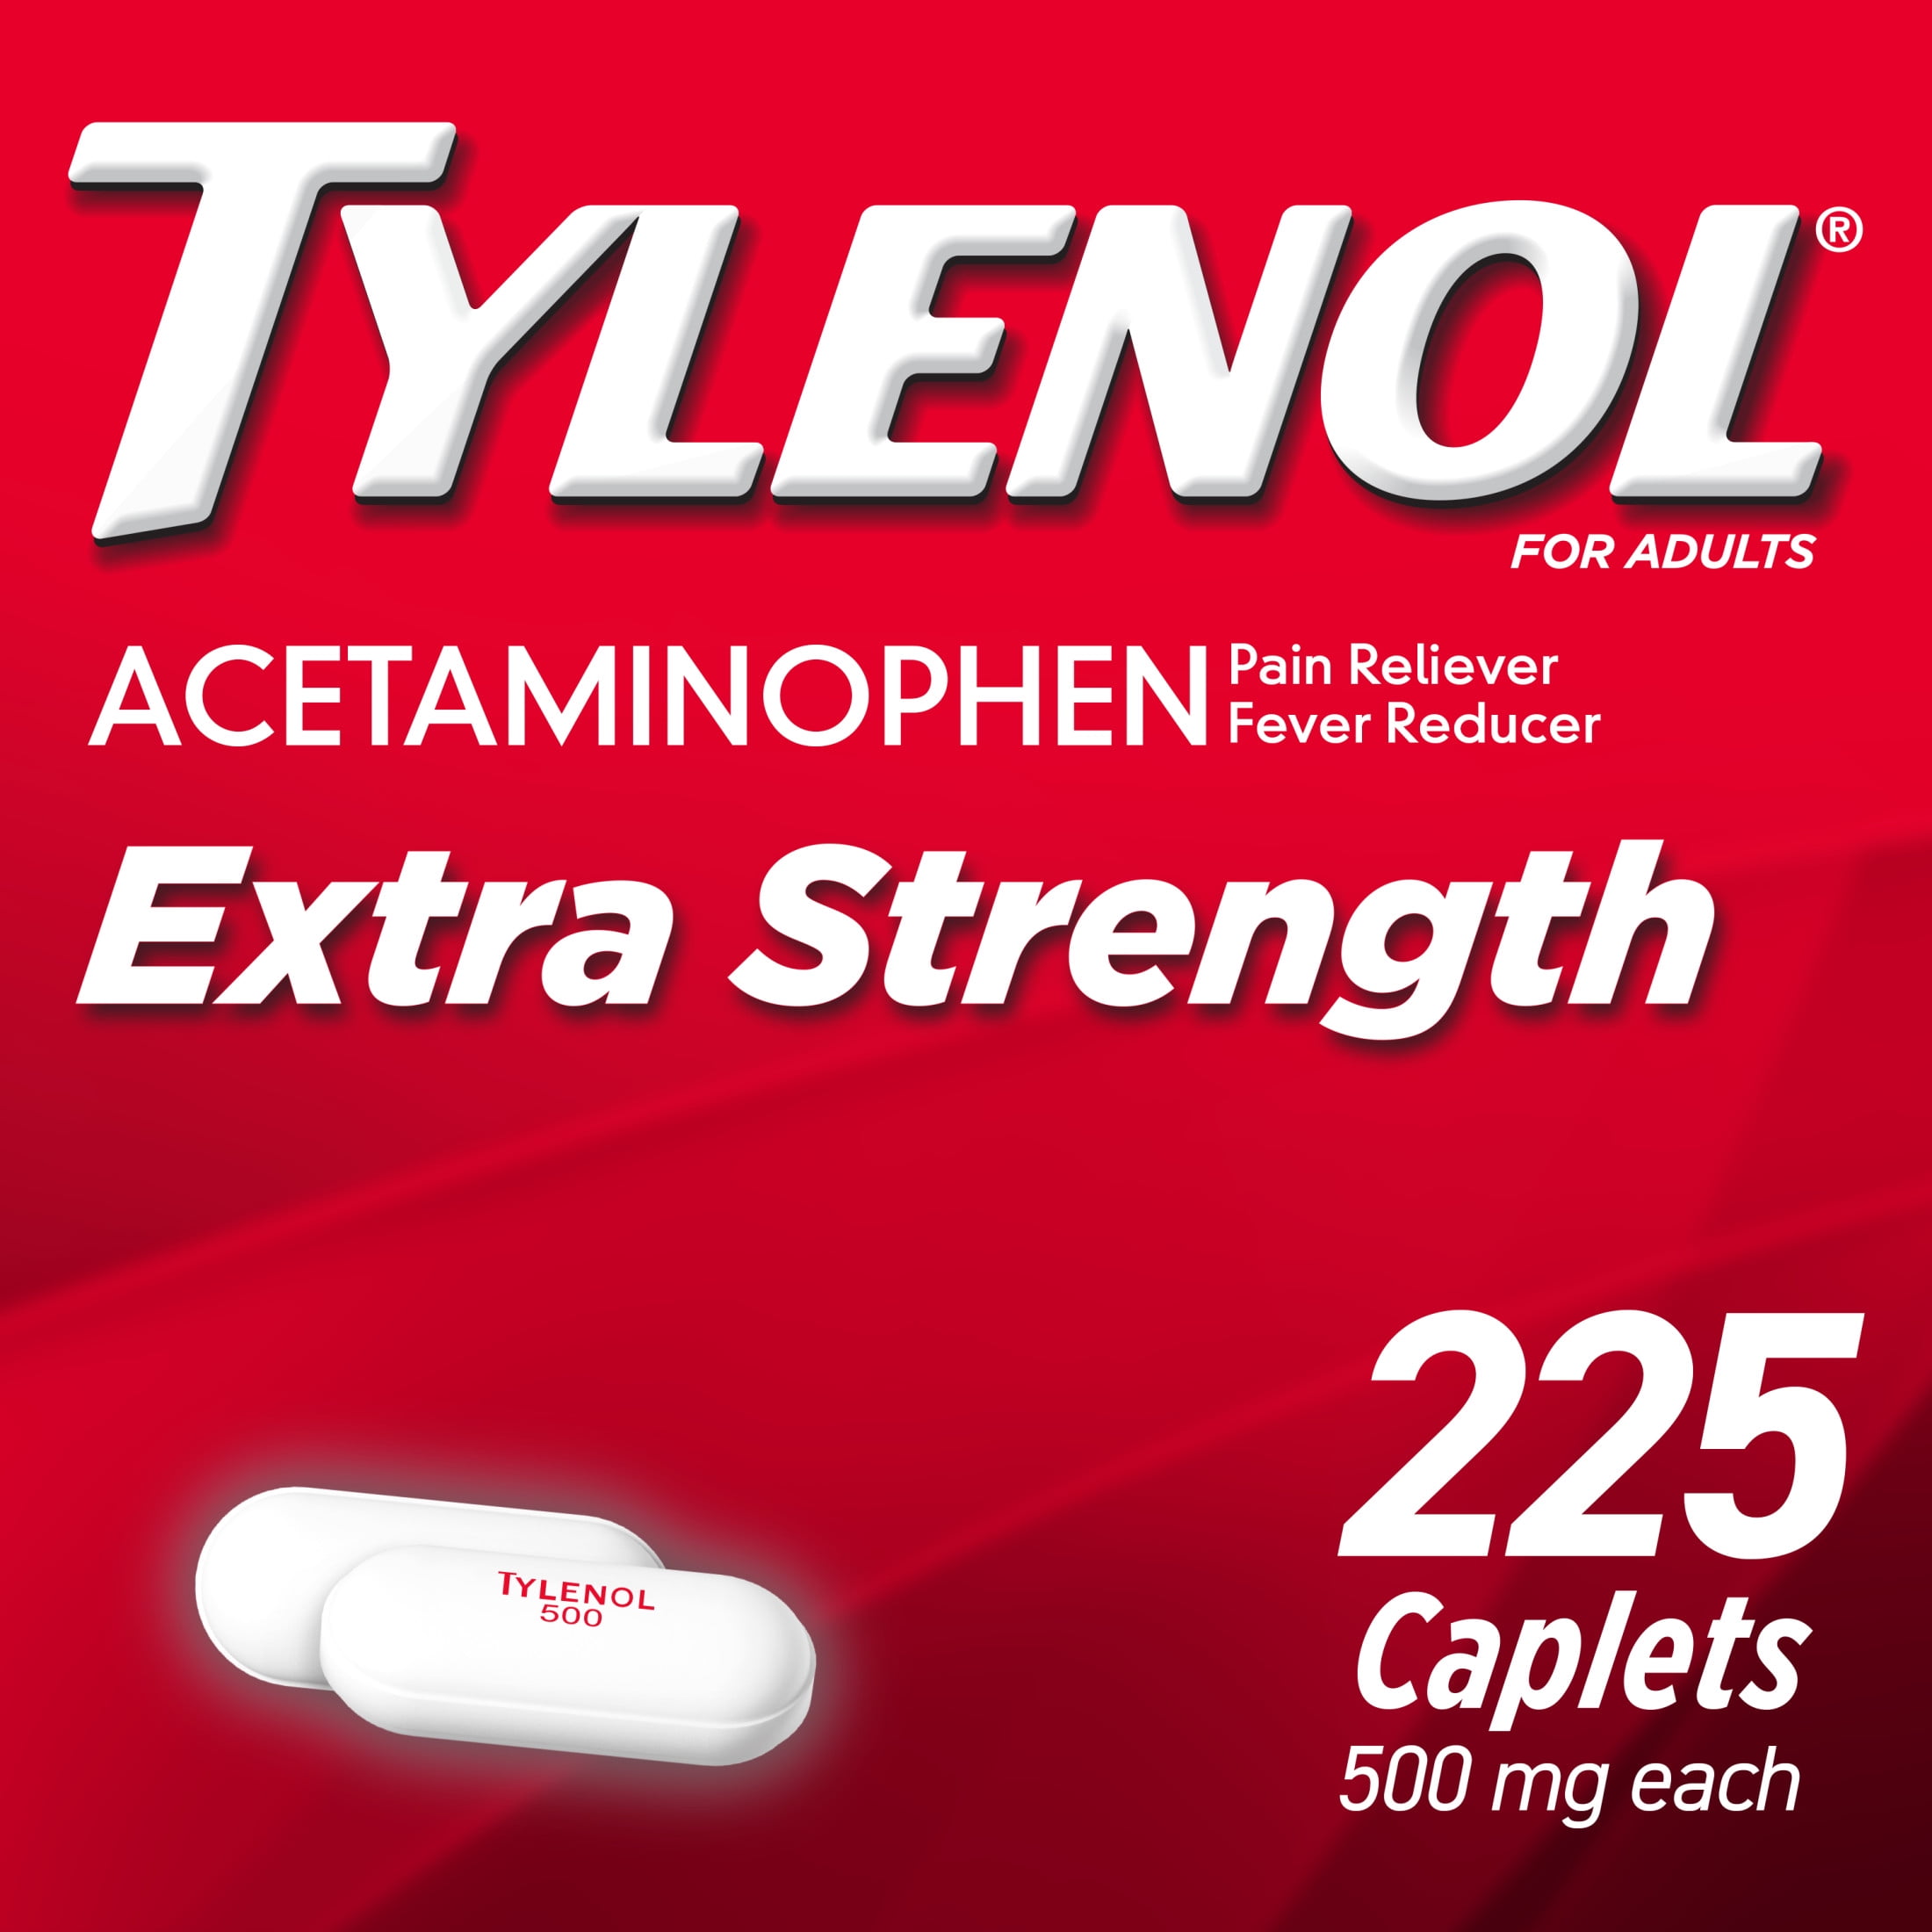 TYLENOL®
FOR ADULTS
ACETAMINOPHEN Pain Reliever
Fever Reducer
Extra Strength
225
Caplets
500 mg each
TYLENOL
500